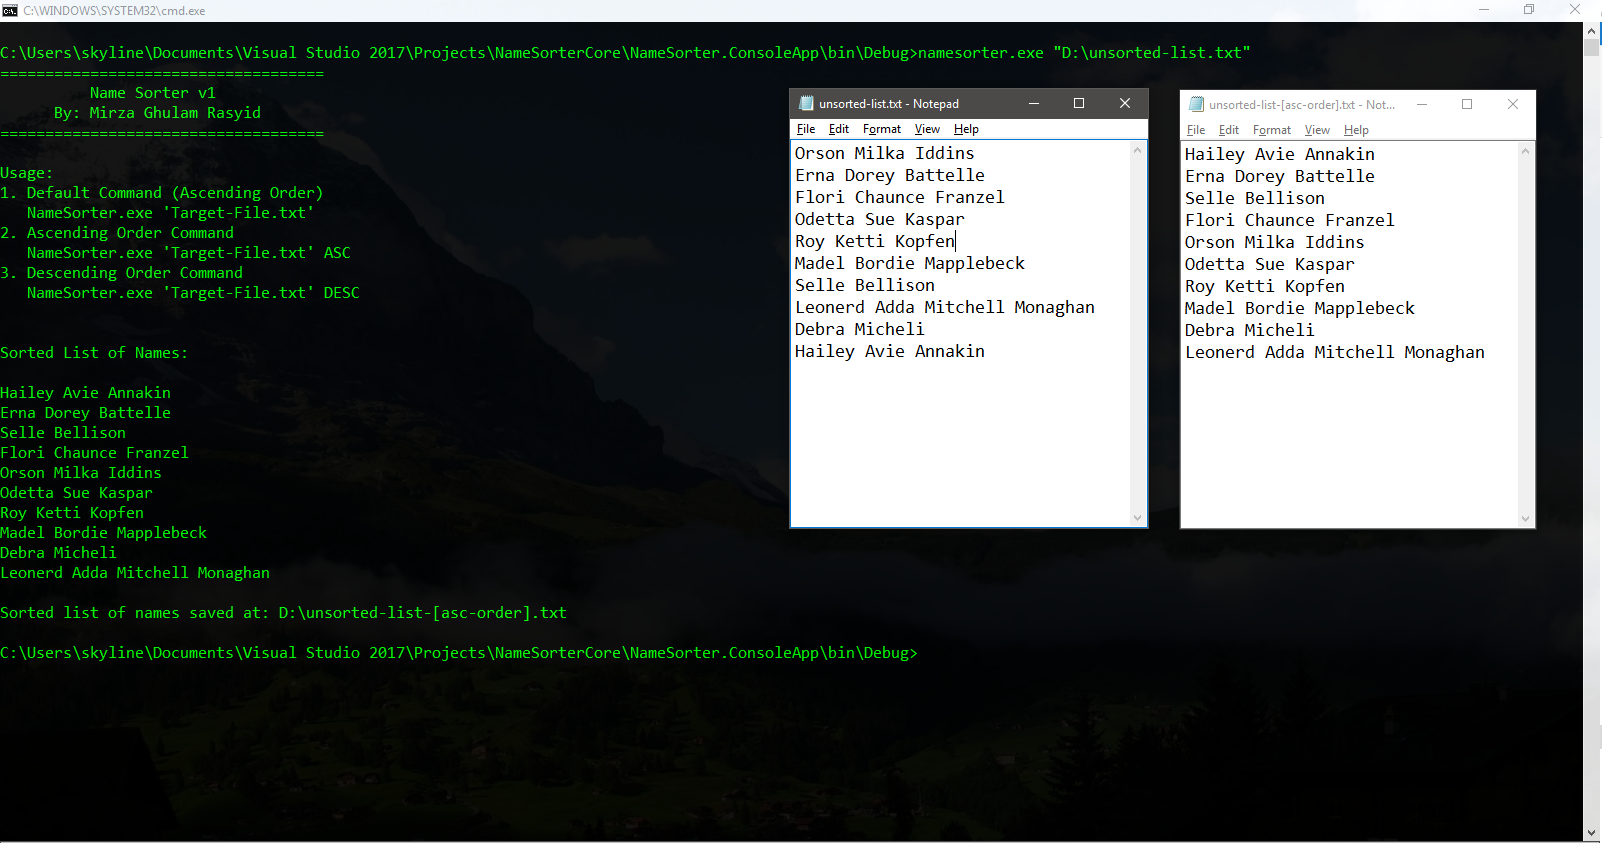 C:\WINDOWS\SYSTEM32\cmd.exe
C:\Users\skyline\Documents\Visual Studio 2017\Projects\NameSorterCore\NameSorter.ConsoleApp\bin\Debug>namesorter.exe "D:\unsorted-list.txt"
====================================
Name Sorter v1
By: Mirza Ghulam Rasyid
====================================
Usage:
1. Default Command (Ascending Order)
NameSorter.exe 'Target-File.txt'
2. Ascending Order Command
NameSorter.exe 'Target-File.txt' ASC
3. Descending Order Command
NameSorter.exe 'Target-File.txt' DESC
Sorted List of Names:
Hailey Avie Annakin
Erna Dorey Battelle
Selle Bellison
Flori Chaunce Franzel
Orson Milka Iddins
Odetta Sue Kaspar
Roy Ketti Kopfen
Madel Bordie Mapplebeck
Debra Micheli
Leonerd Adda Mitchell Monaghan
Sorted list of names saved at: D:\unsorted-list-[asc-order].txt
C:\Users\skyline\Documents\Visual Studio 2017\Projects\NameSorterCore\NameSorter.ConsoleApp\bin\Debug>
unsorted-list.txt - Notepad
File Edit Format View Help
Orson Milka Iddins
Erna Dorey Battelle
Flori Chaunce Franzel
Odetta Sue Kaspar
Roy Ketti Kopfen
Madel Bordie Mapplebeck
Selle Bellison
Leonerd Adda Mitchell Monaghan
Debra Micheli
Hailey Avie Annakin
unsorted-list-[asc-order].txt - Not...
File Edit Format View Help
Hailey Avie Annakin
Erna Dorey Battelle
Selle Bellison
Flori Chaunce Franzel
Orson Milka Iddins
Odetta Sue Kaspar
Roy Ketti Kopfen
Madel Bordie Mapplebeck
Debra Micheli
Leonerd Adda Mitchell Monaghan